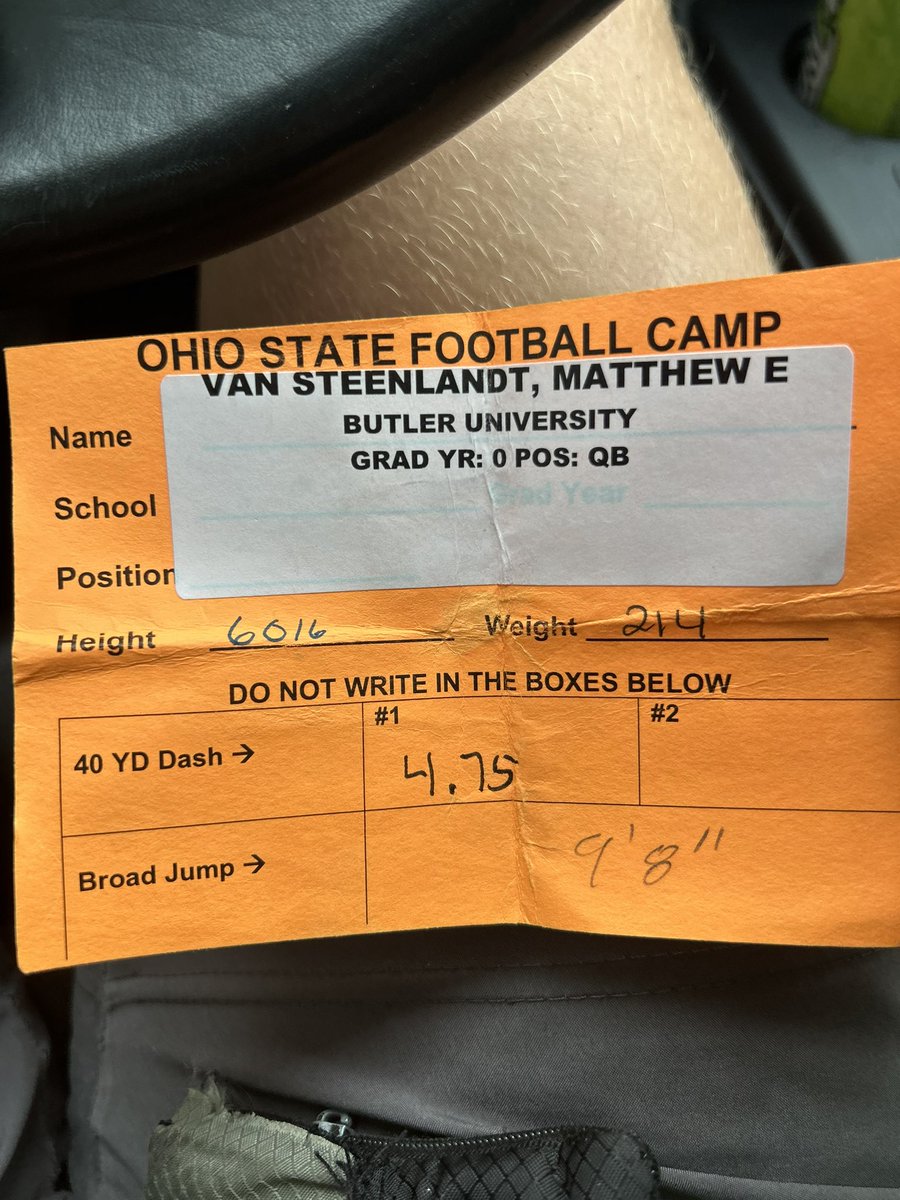 OHIO STATE FOOTBALL CAMP
VAN STEENLANDT, MATTHEW E
Name
BUTLER UNIVERSITY
GRAD YR: 0 POS: QB
Grad Year
School
Position
Height 6016 Weight 214
DO NOT WRITE IN THE BOXES BELOW
#1 #2
40 YD Dash → 4.75
Broad Jump → 9'8"